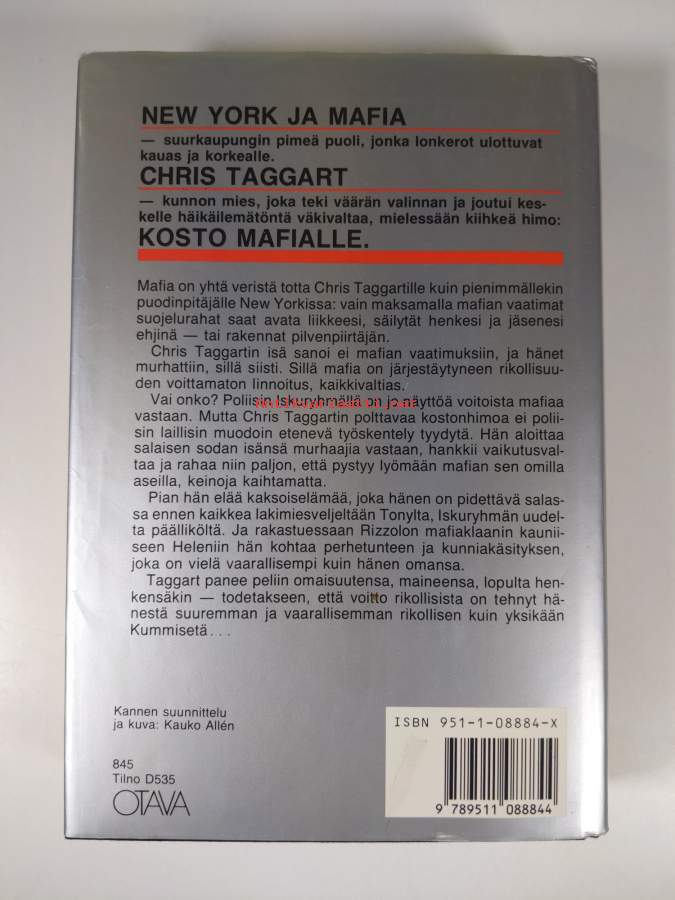 NEW YORK JA MAFIA
— suurkaupungin pimeä puoli, jonka lonkerot ulottuvat
kauas ja korkealle.
CHRIS TAGGART
— kunnon mies, joka teki väärän valinnan ja joutui kes-
kelle häikäilemätöntä väkivaltaa, mielessään kiihkeä himo:
KOSTO MAFIALLE.
Mafia on yhtä veristä totta Chris Taggartille kuin pienimmällekin
puodinpitäjälle New Yorkissa: vain maksamalla mafian vaatimat
suojelurahat saat avata liikkeesi, säilytät henkesi ja jäsenesi
ehjinä — tai rakennat pilvenpiirtäjän.
Chris Taggartin isä sanoi ei mafian vaatimuksiin, ja hänet
murhattiin, sillä siisti. Sillä mafia on järjestäytyneen rikollisuu-
den voittamaton linnoitus, kaikkivaltias.
Vai onko? Poliisin Iskuryhmällä on jo näyttöä voitoista mafiaa
vastaan. Mutta Chris Taggartin polttavaa kostonhimoa ei polii-
sin laillisin muodoin etenevä työskentely tyydytä. Hän aloittaa
salaisen sodan isänsä murhaajia vastaan, hankkii vaikutusval-
taa ja rahaa niin paljon, että pystyy lyömään mafian sen omilla
aseilla, keinoja kaihtamatta.
Pian hän elää kaksoiselämää, joka hänen on pidettävä salas-
sa ennen kaikkea lakimiesveljeltään Tonylta, Iskuryhmän uudel-
ta päälliköltä. Ja rakastuessaan Rizzolon mafiaklaanin kaunii-
seen Heleniin hän kohtaa perhetunteen ja kunniakäsityksen,
joka on vielä vaarallisempi kuin hänen omansa.
Taggart panee peliin omaisuutensa, maineensa, lopulta hen-
kensäkin — todetakseen, että voitto rikollisista on tehnyt hä-
nestä suuremman ja vaarallisemman rikollisen kuin yksikään
Kummisetä . . .
Kannen suunnittelu
ja kuva: Kauko Allén
845
Tilno D535
OTAVA
ISBN 951-1-08884-X
9 789511 088844